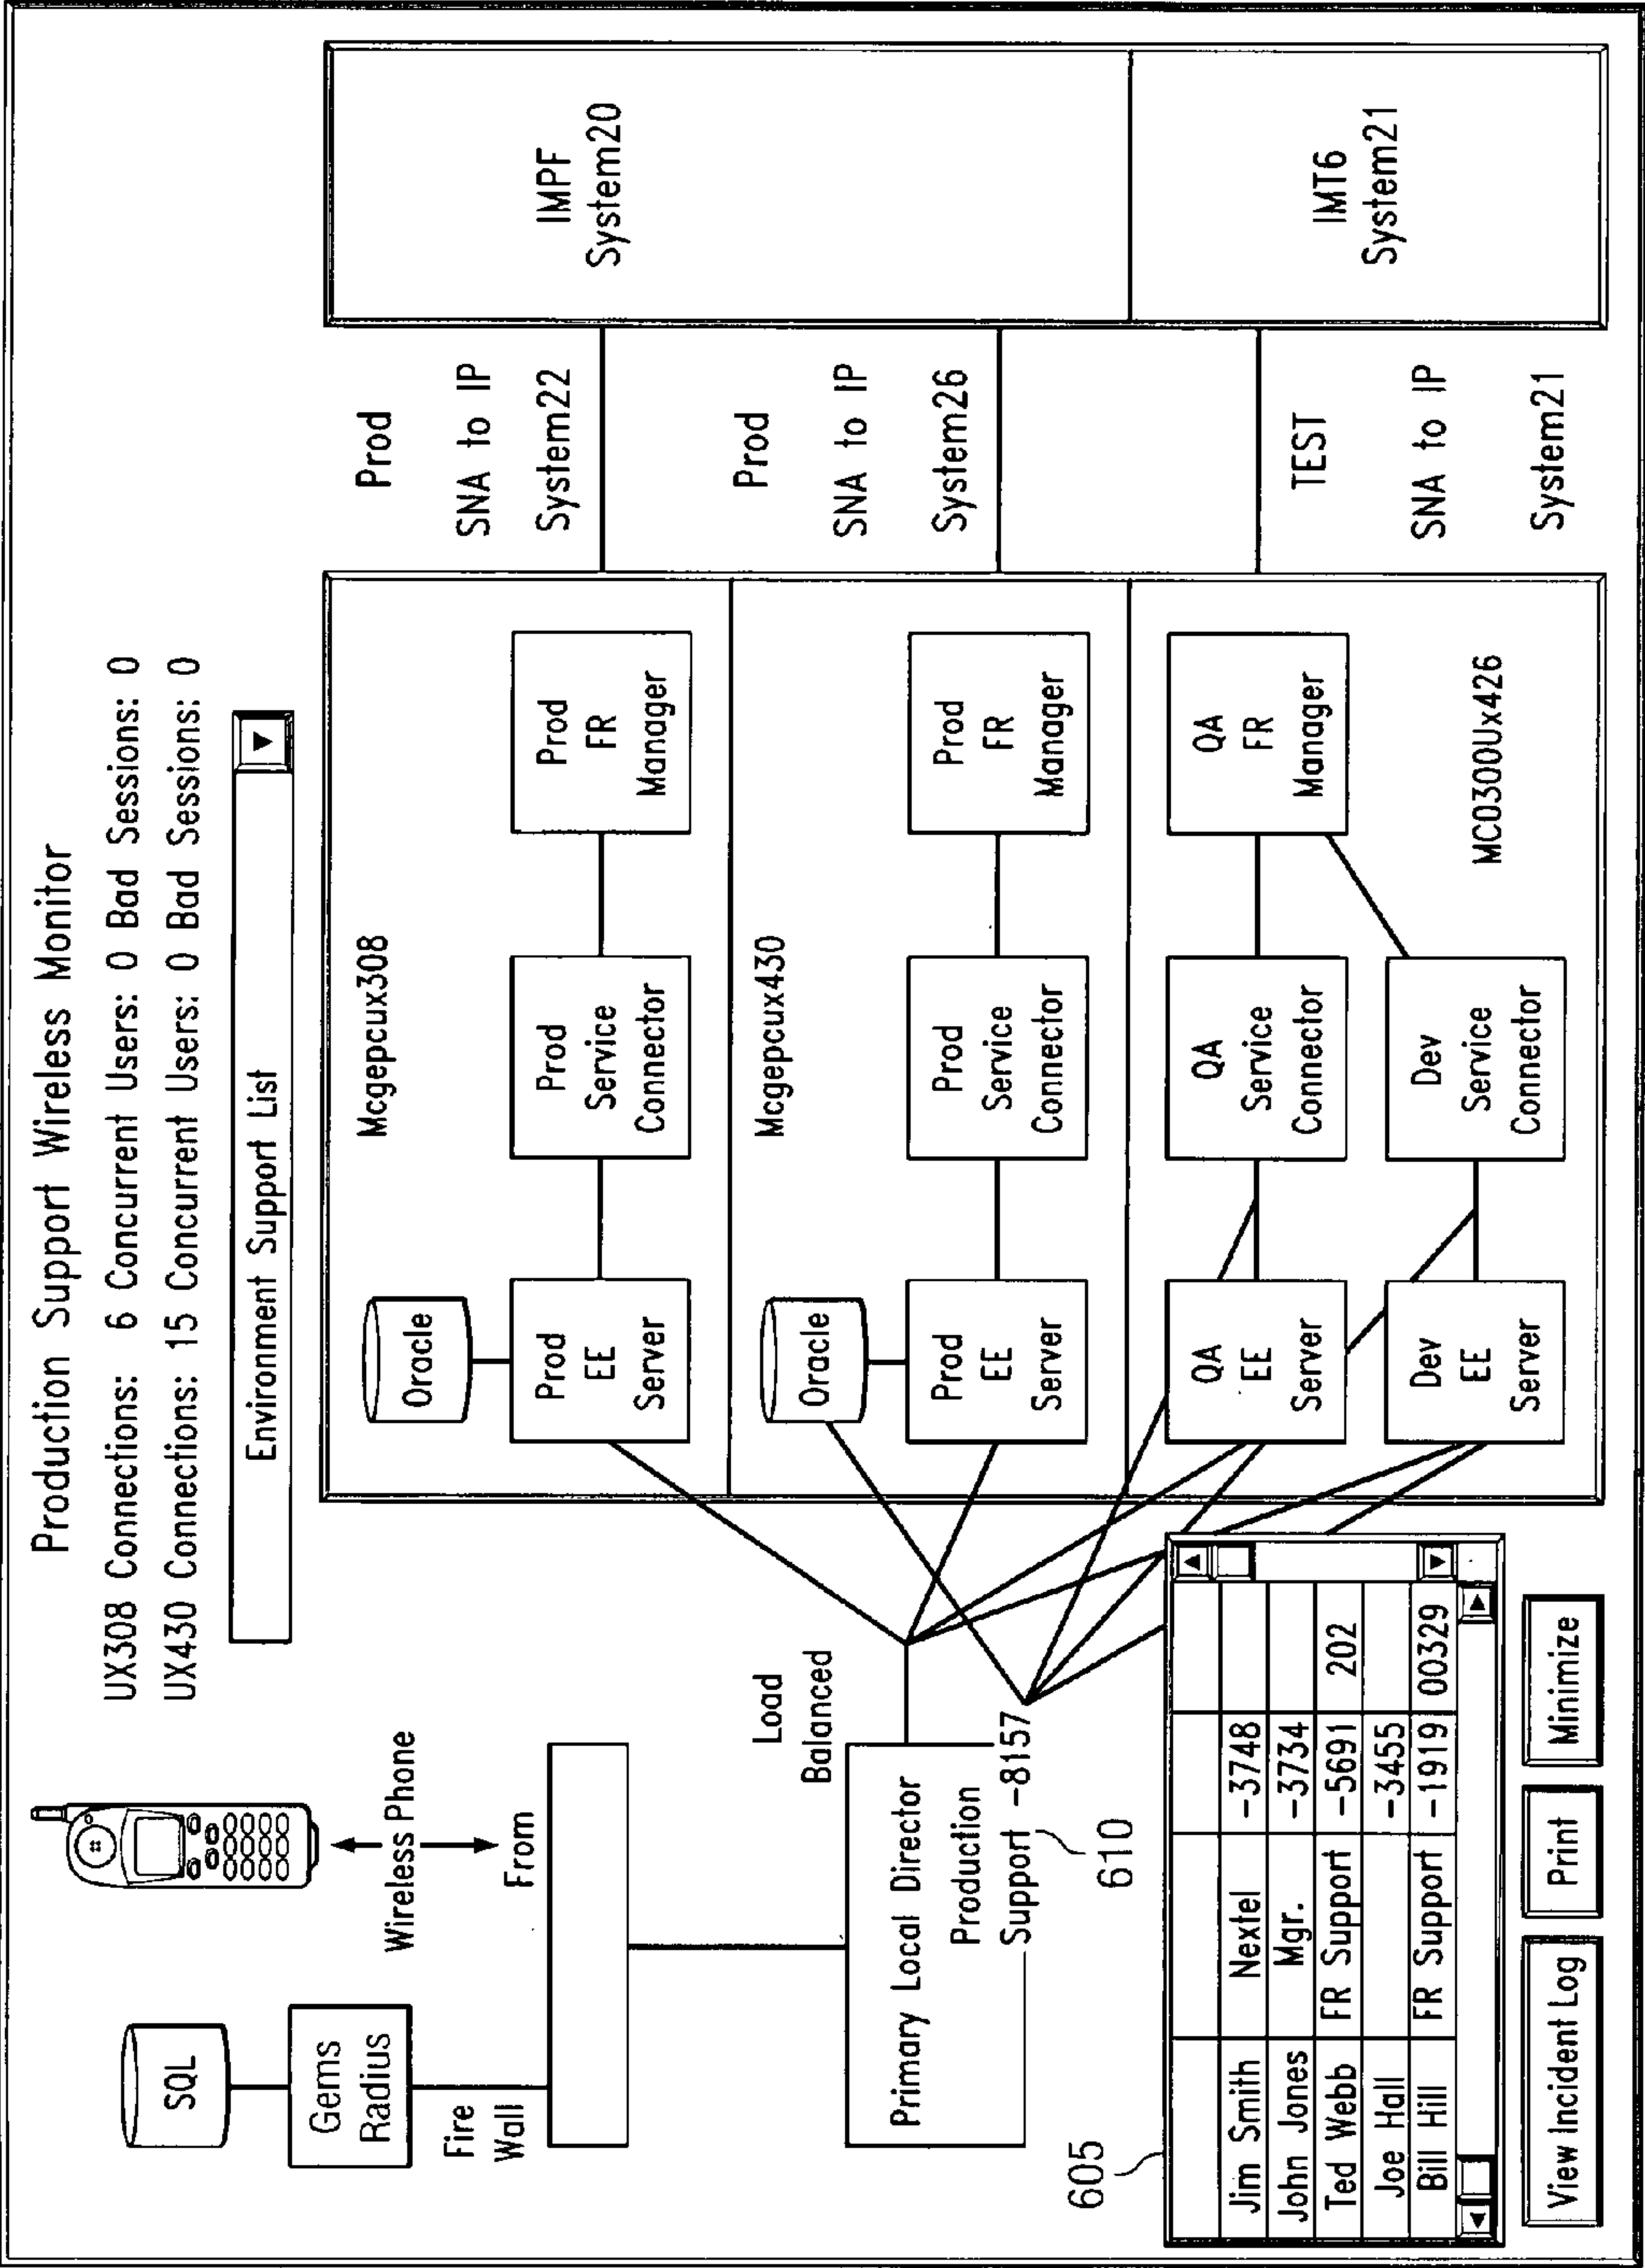 Production Support Wireless Monitor
UX308 Connections: 6 Concurrent Users: 0 Bad Sessions: 0
UX430 Connections: 15 Concurrent Users: 0 Bad Sessions: 0
Environment Support List
SQL
Gems
Radius
Fire
Wall
Wireless Phone
From
Primary Local Director
Production
Support -8157
610
Load
Balanced
Mcgepcux308
Oracle
Prod
EE
Server
Prod
Service
Connector
Prod
FR
Manager
Mcgepcux430
Oracle
Prod
EE
Server
Prod
Service
Connector
Prod
FR
Manager
QA
EE
Server
QA
Service
Connector
QA
FR
Manager
Dev
EE
Server
Dev
Service
Connector
MC0300Ux426
Prod
SNA to IP
System22
Prod
SNA to IP
System26
TEST
SNA to IP
System21
IMPF
System20
IMT6
System21
605
Jim Smith Nextel -3748
John Jones Mgr. -3734
Ted Webb FR Support -5691 202
Joe Hall -3455
Bill Hill FR Support -1919 00329
View Incident Log
Print
Minimize